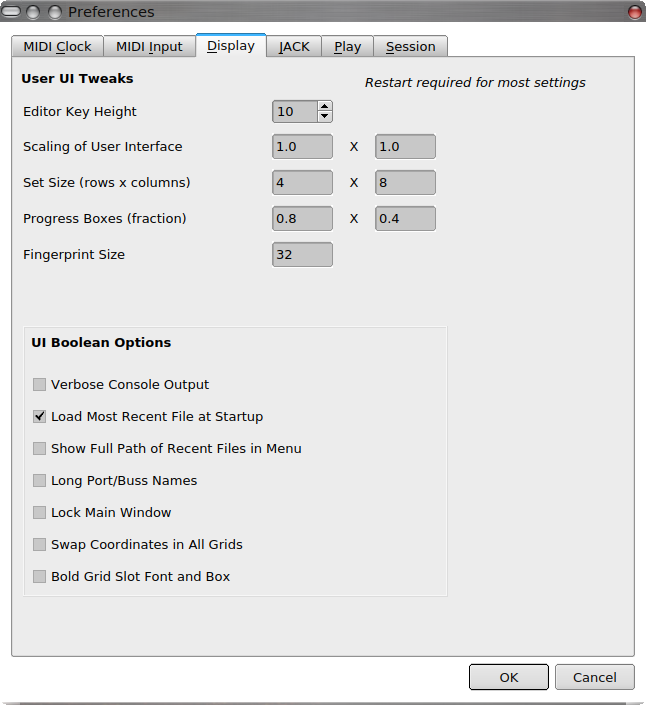 Preferences
MIDI Clock MIDI Input Display JACK Play Session
User UI Tweaks
Restart required for most settings
Editor Key Height 10
Scaling of User Interface 1.0 X 1.0
Set Size (rows x columns) 4 X 8
Progress Boxes (fraction) 0.8 X 0.4
Fingerprint Size 32
UI Boolean Options
Verbose Console Output
Load Most Recent File at Startup
Show Full Path of Recent Files in Menu
Long Port/Buss Names
Lock Main Window
Swap Coordinates in All Grids
Bold Grid Slot Font and Box
OK Cancel